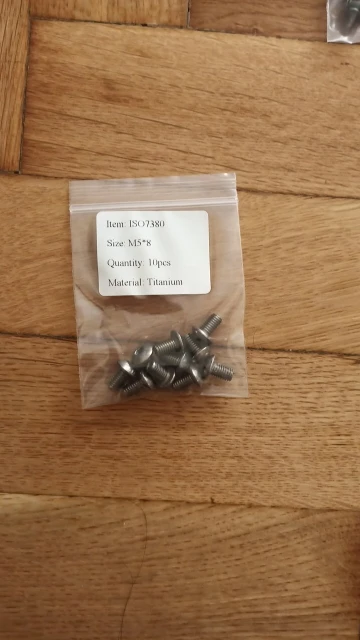 Item: ISO7380
Size: M5*8
Quantity: 10pcs
Material: Titanium